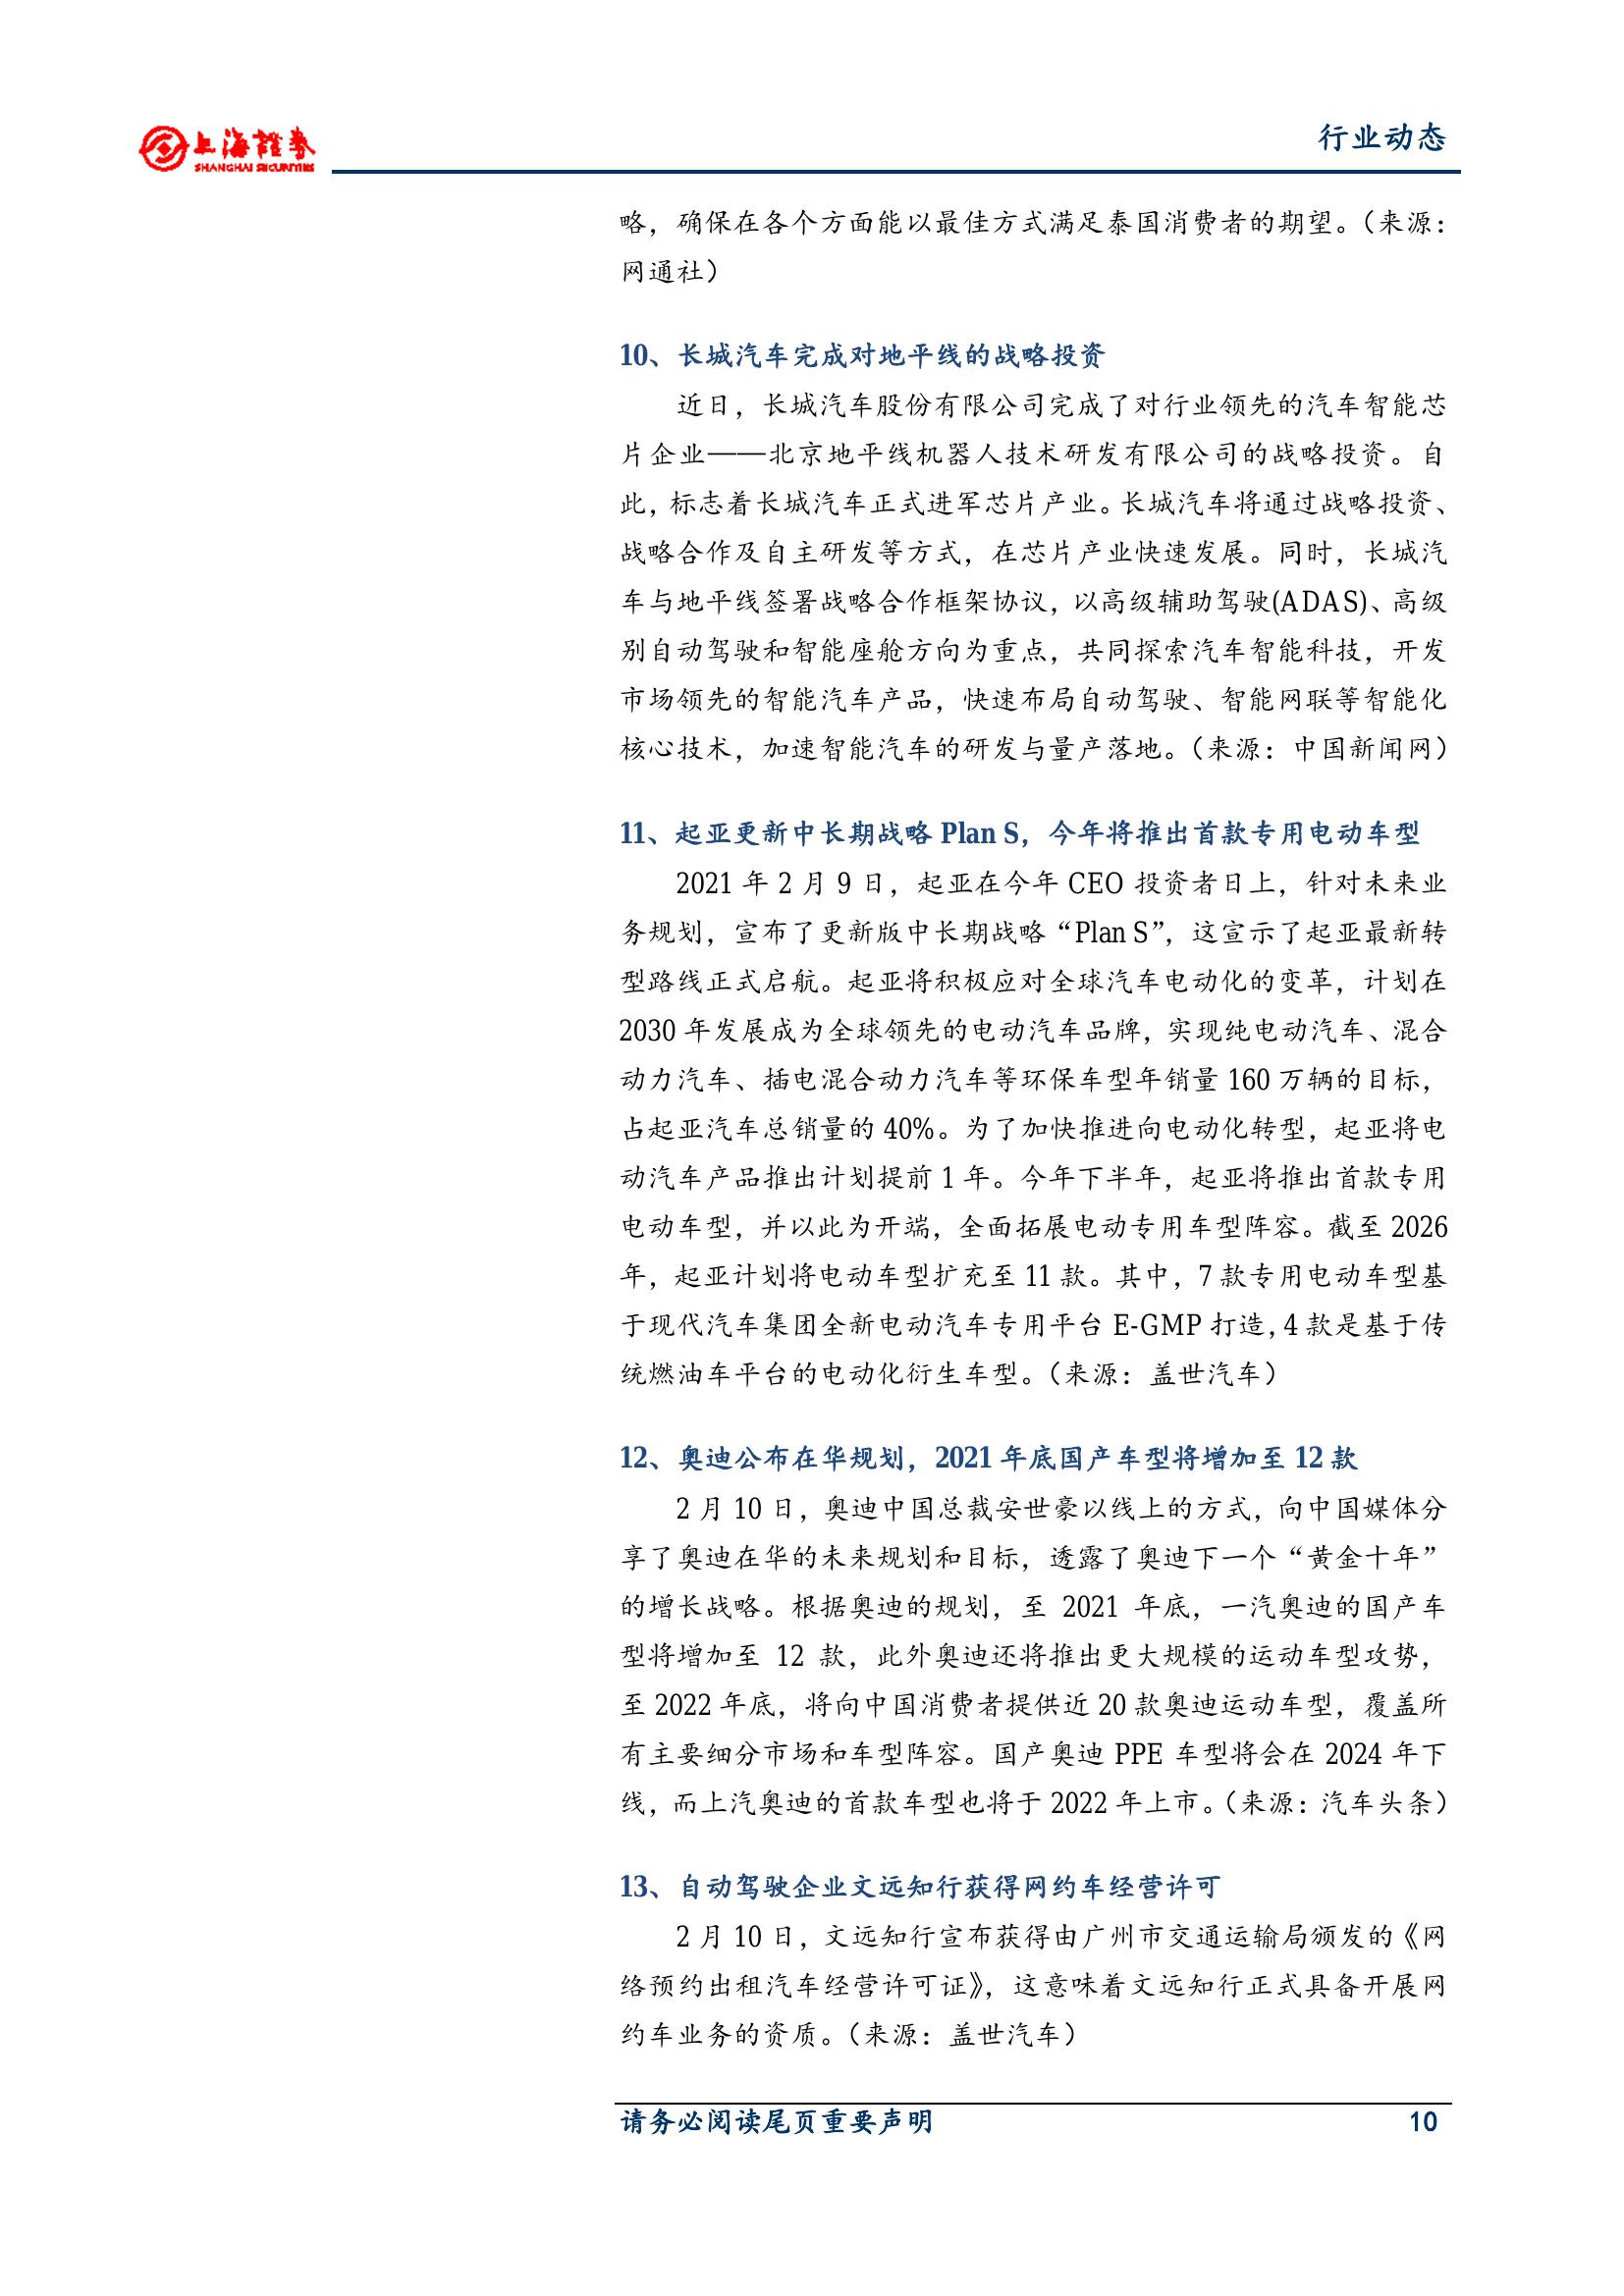 上海證券
SHANGHAI SECURITIES
行业动态
略，确保在各个方面能以最佳方式满足泰国消费者的期望。（来源：
网通社）
10、长城汽车完成对地平线的战略投资
近日，长城汽车股份有限公司完成了对行业领先的汽车智能芯
片企业——北京地平线机器人技术研发有限公司的战略投资。自
此，标志着长城汽车正式进军芯片产业。长城汽车将通过战略投资、
战略合作及自主研发等方式，在芯片产业快速发展。同时，长城汽
车与地平线签署战略合作框架协议，以高级辅助驾驶(ADAS)、高级
别自动驾驶和智能座舱方向为重点，共同探索汽车智能科技，开发
市场领先的智能汽车产品，快速布局自动驾驶、智能网联等智能化
核心技术，加速智能汽车的研发与量产落地。（来源：中国新闻网）
11、起亚更新中长期战略 Plan S，今年将推出首款专用电动车型
2021 年 2 月 9 日，起亚在今年 CEO 投资者日上，针对未来业
务规划，宣布了更新版中长期战略“Plan S”，这宣示了起亚最新转
型路线正式启航。起亚将积极应对全球汽车电动化的变革，计划在
2030 年发展成为全球领先的电动汽车品牌，实现纯电动汽车、混合
动力汽车、插电混合动力汽车等环保车型年销量 160 万辆的目标，
占起亚汽车总销量的 40%。为了加快推进向电动化转型，起亚将电
动汽车产品推出计划提前 1 年。今年下半年，起亚将推出首款专用
电动车型，并以此为开端，全面拓展电动专用车型阵容。截至 2026
年，起亚计划将电动车型扩充至 11 款。其中，7 款专用电动车型基
于现代汽车集团全新电动汽车专用平台 E-GMP 打造，4 款是基于传
统燃油车平台的电动化衍生车型。（来源：盖世汽车）
12、奥迪公布在华规划，2021 年底国产车型将增加至 12 款
2 月 10 日，奥迪中国总裁安世豪以线上的方式，向中国媒体分
享了奥迪在华的未来规划和目标，透露了奥迪下一个“黄金十年”
的增长战略。根据奥迪的规划，至 2021 年底，一汽奥迪的国产车
型将增加至 12 款，此外奥迪还将推出更大规模的运动车型攻势，
至 2022 年底，将向中国消费者提供近 20 款奥迪运动车型，覆盖所
有主要细分市场和车型阵容。国产奥迪 PPE 车型将会在 2024 年下
线，而上汽奥迪的首款车型也将于 2022 年上市。（来源：汽车头条）
13、自动驾驶企业文远知行获得网约车经营许可
2 月 10 日，文远知行宣布获得由广州市交通运输局颁发的《网
络预约出租汽车经营许可证》，这意味着文远知行正式具备开展网
约车业务的资质。（来源：盖世汽车）
请务必阅读尾页重要声明
10